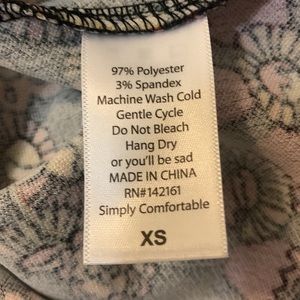 97% Polyester
3% Spandex
Machine Wash Cold
Gentle Cycle
Do Not Bleach
Hang Dry
or you'll be sad
MADE IN CHINA
RN#142161
Simply Comfortable
XS